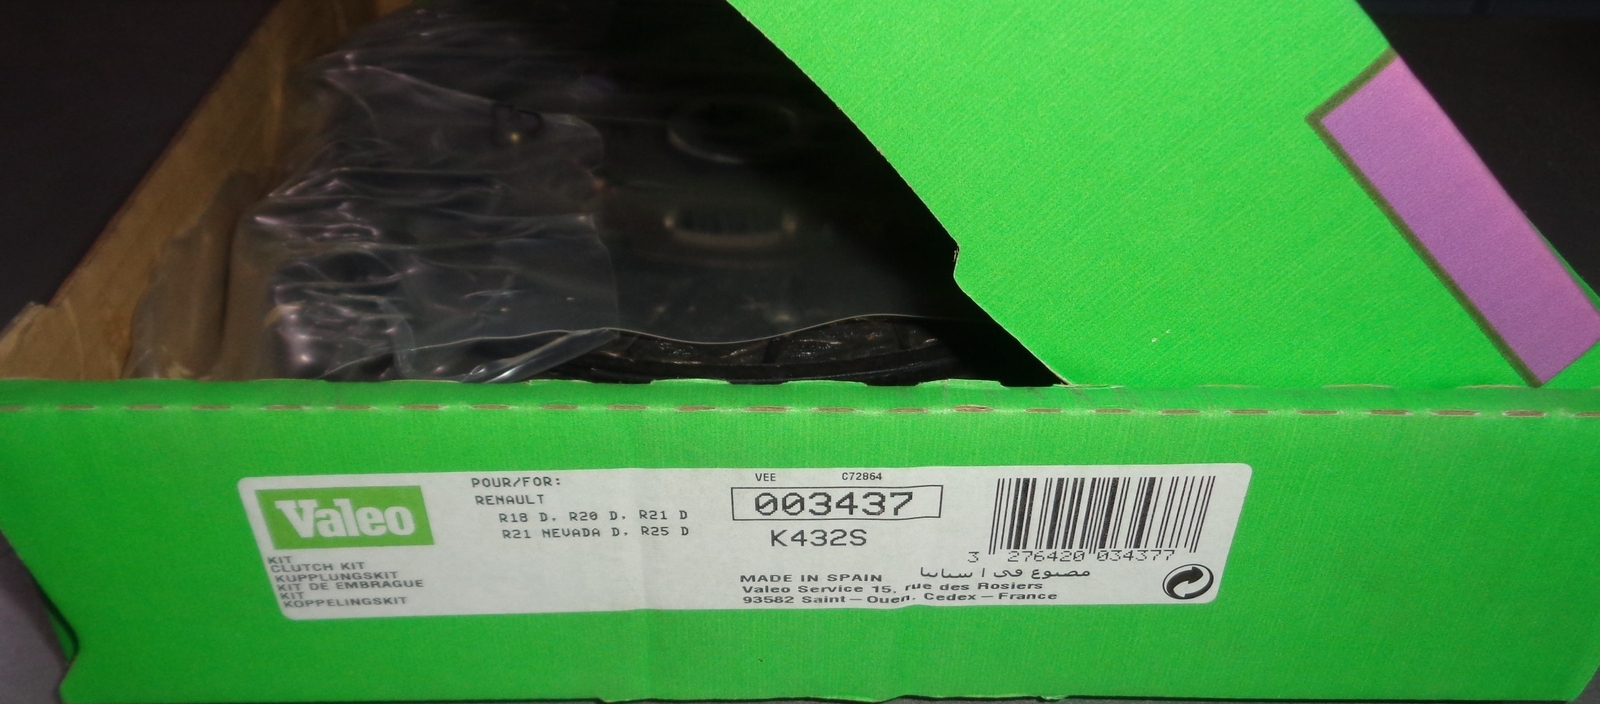 Valeo
KIT
CLUTCH KIT
KUPPLUNGSKIT
KIT DE EMBRAGUE
KIT
KOPPELINGSKIT
POUR/FOR:
RENAULT
R18 D. R20 D. R21 D
R21 NEVADA D. R25 D
VEE C72864
003437
K432S
3 276420 034377
MADE IN SPAIN مصنوع في اسبانيا
Valeo Service 15, rue des Rosiers
93582 Saint-Ouen. Cedex-France